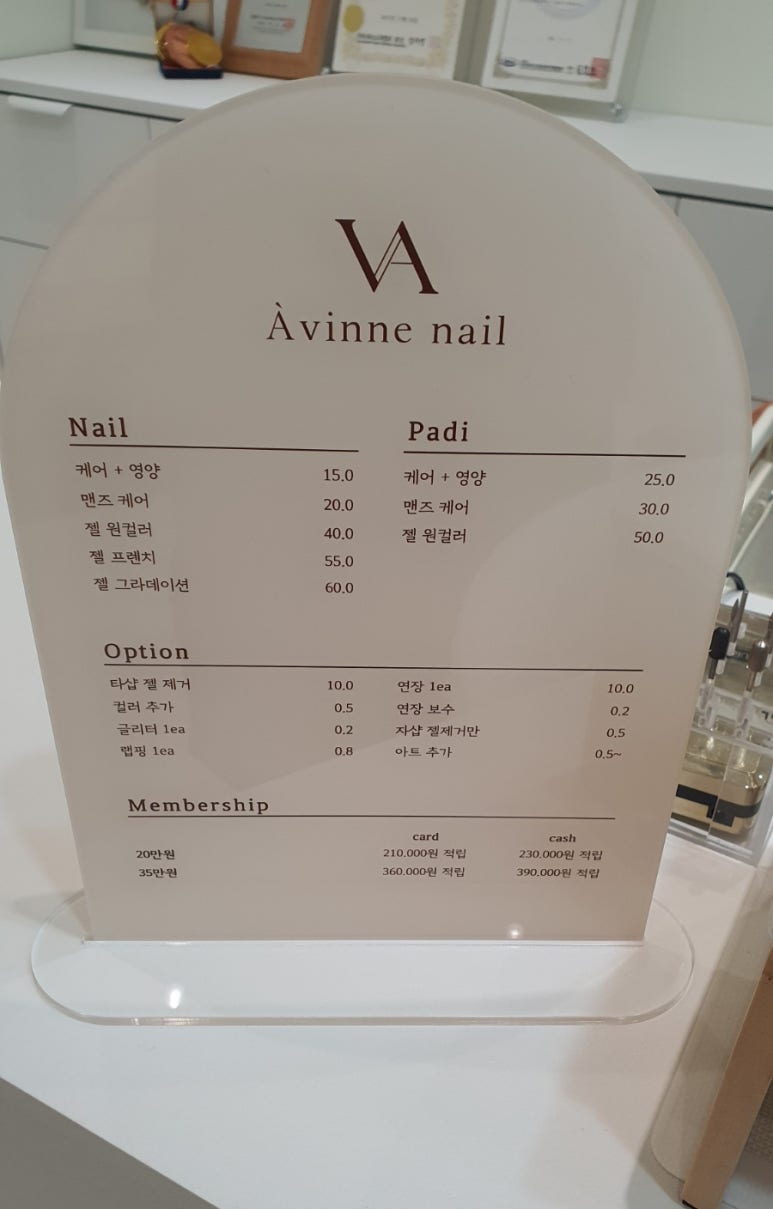 VA
Àvinne nail
Nail
케어 + 영양 15.0
맨즈 케어 20.0
젤 원컬러 40.0
젤 프렌치 55.0
젤 그라데이션 60.0
Padi
케어 + 영양 25.0
맨즈 케어 30.0
젤 원컬러 50.0
Option
타샵 젤 제거 10.0
컬러 추가 0.5
글리터 1ea 0.2
랩핑 1ea 0.8
연장 1ea 10.0
연장 보수 0.2
자샵 젤제거만 0.5
아트 추가 0.5~
Membership
card cash
20만원 210.000원 적립 230.000원 적립
35만원 360.000원 적립 390.000원 적립